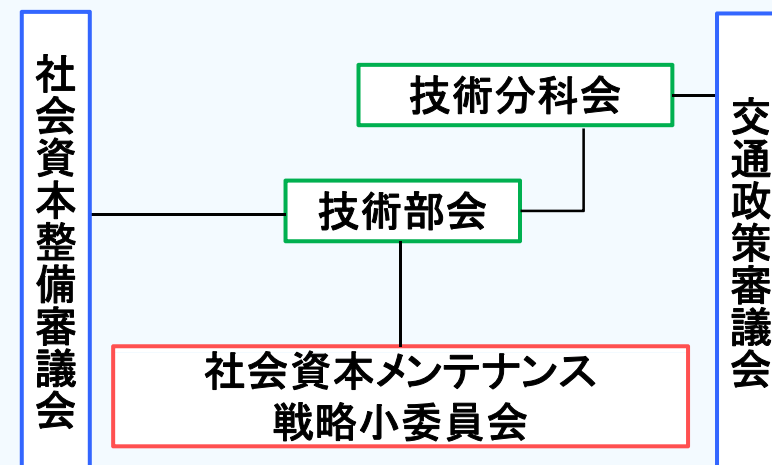 社会資本整備審議会
技術分科会
技術部会
社会資本メンテナンス
戦略小委員会
交通政策審議会